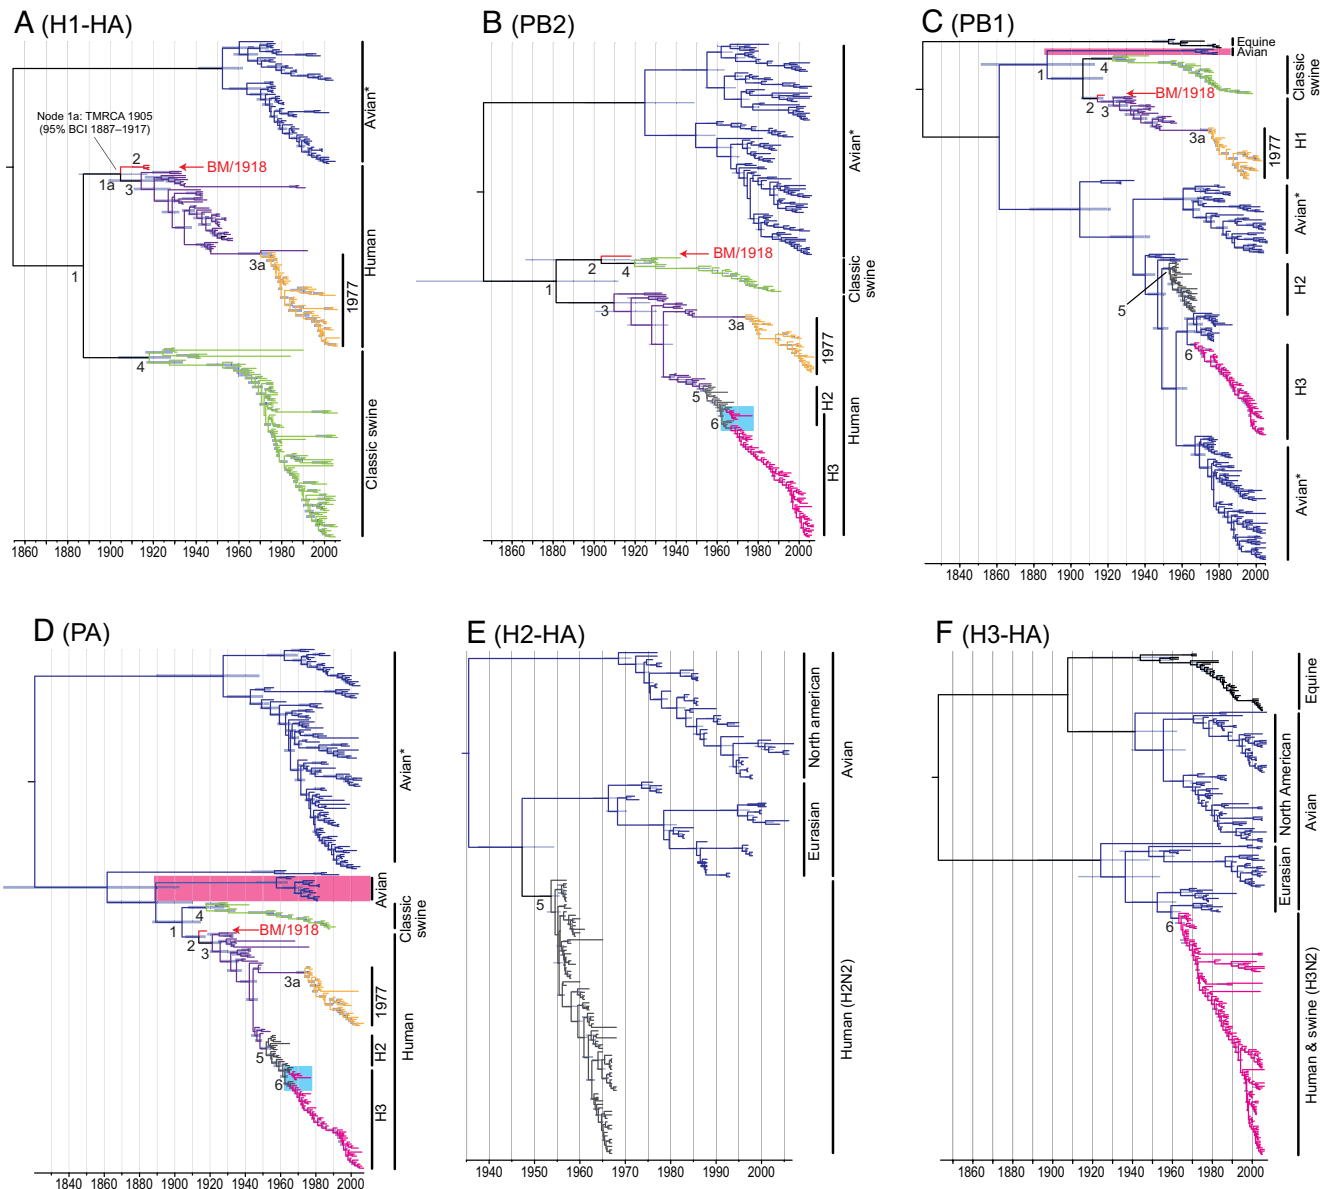 A (H1-HA)
Node 1a: TMRCA 1905
(95% BCI 1887–1917)
2
BM/1918
1a
3
3a
1
4
Avian*
Human
1977
Classic swine
1860 1880 1900 1920 1940 1960 1980 2000
B (PB2)
BM/1918
2
4
1
3
3a
5
6
Avian*
Classic
swine
1977
H2
H3
Human
1860 1880 1900 1920 1940 1960 1980 2000
C (PB1)
Equine
Avian
4
1
BM/1918
2
3
3a
5
6
Classic
swine
H1
1977
Avian*
H2
H3
Avian*
1840 1860 1880 1900 1920 1940 1960 1980 2000
D (PA)
4
1
BM/1918
2
3
3a
5
6
Avian*
Avian
Classic
swine
1977
H2
H3
Human
1840 1860 1880 1900 1920 1940 1960 1980 2000
E (H2-HA)
5
North american
Eurasian
Avian
Human (H2N2)
1940 1950 1960 1970 1980 1990 2000
F (H3-HA)
6
Equine
North American
Eurasian
Avian
Human & swine (H3N2)
1860 1880 1900 1920 1940 1960 1980 2000